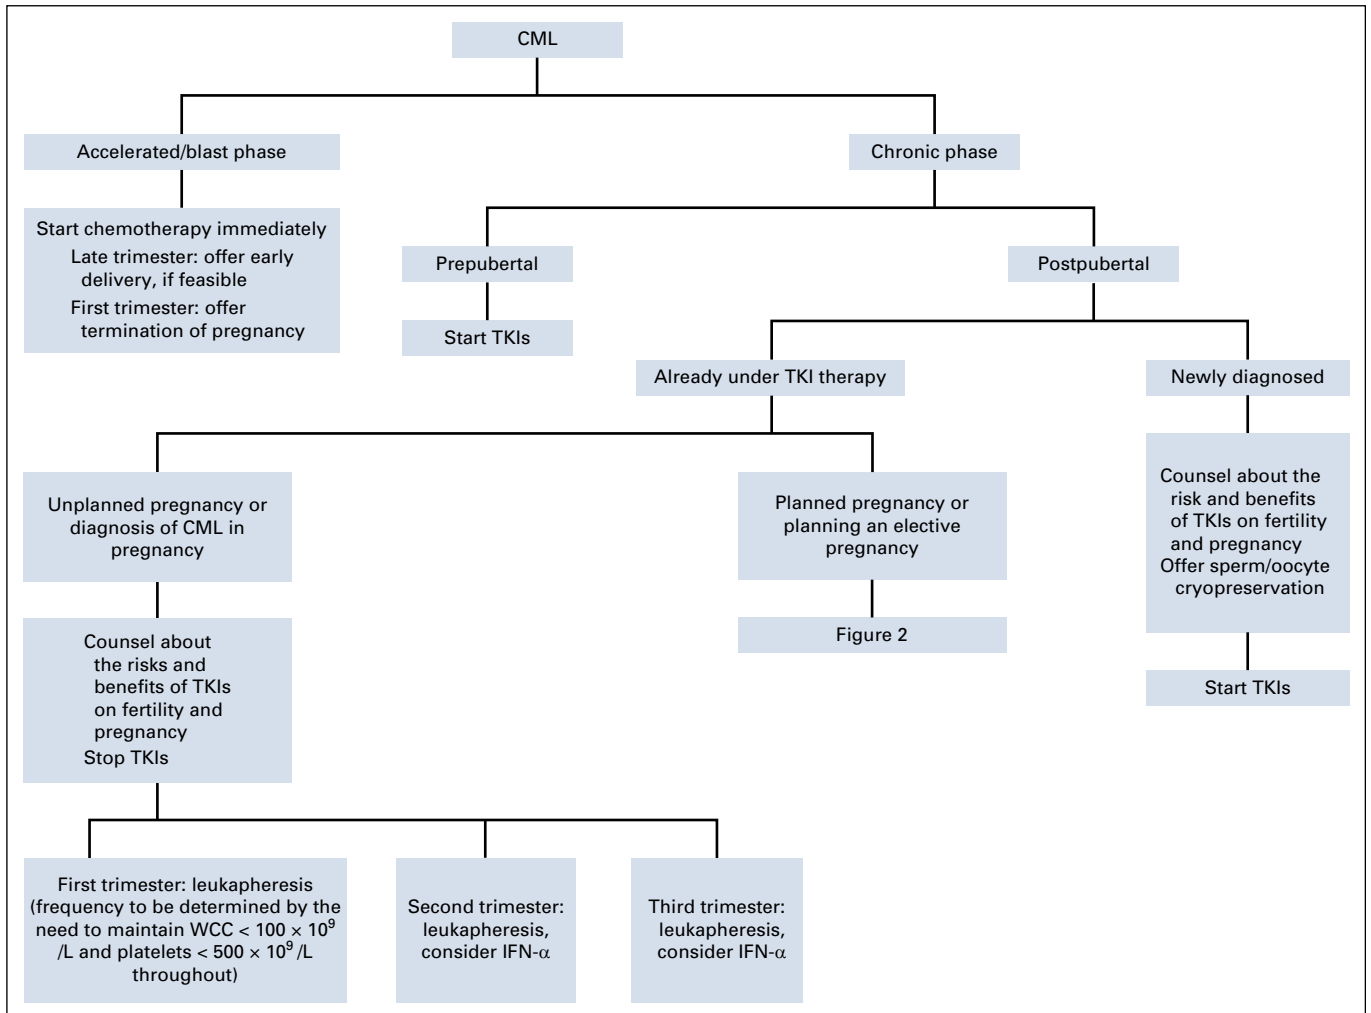 CML
Accelerated/blast phase
Chronic phase
Start chemotherapy immediately
Late trimester: offer early
delivery, if feasible
First trimester: offer
termination of pregnancy
Prepubertal
Postpubertal
Start TKIs
Already under TKI therapy
Newly diagnosed
Unplanned pregnancy or
diagnosis of CML in
pregnancy
Planned pregnancy or
planning an elective
pregnancy
Counsel about the
risk and benefits
of TKIs on fertility
and pregnancy
Offer sperm/oocyte
cryopreservation
Counsel about
the risks and
benefits of TKIs
on fertility and
pregnancy
Stop TKIs
Figure 2
Start TKIs
First trimester: leukapheresis
(frequency to be determined by the
need to maintain WCC < 100 × 10⁹
/L and platelets < 500 × 10⁹ /L
throughout)
Second trimester:
leukapheresis,
consider IFN-α
Third trimester:
leukapheresis,
consider IFN-α